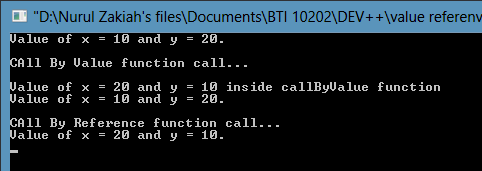 "D:\Nurul Zakiah's files\Documents\BTI 10202\DEV++\value referenv
Value of x = 10 and y = 20.
CAll By Value function call...
Value of x = 20 and y = 10 inside callByValue function
Value of x = 10 and y = 20.
CAll By Reference function call...
Value of x = 20 and y = 10.